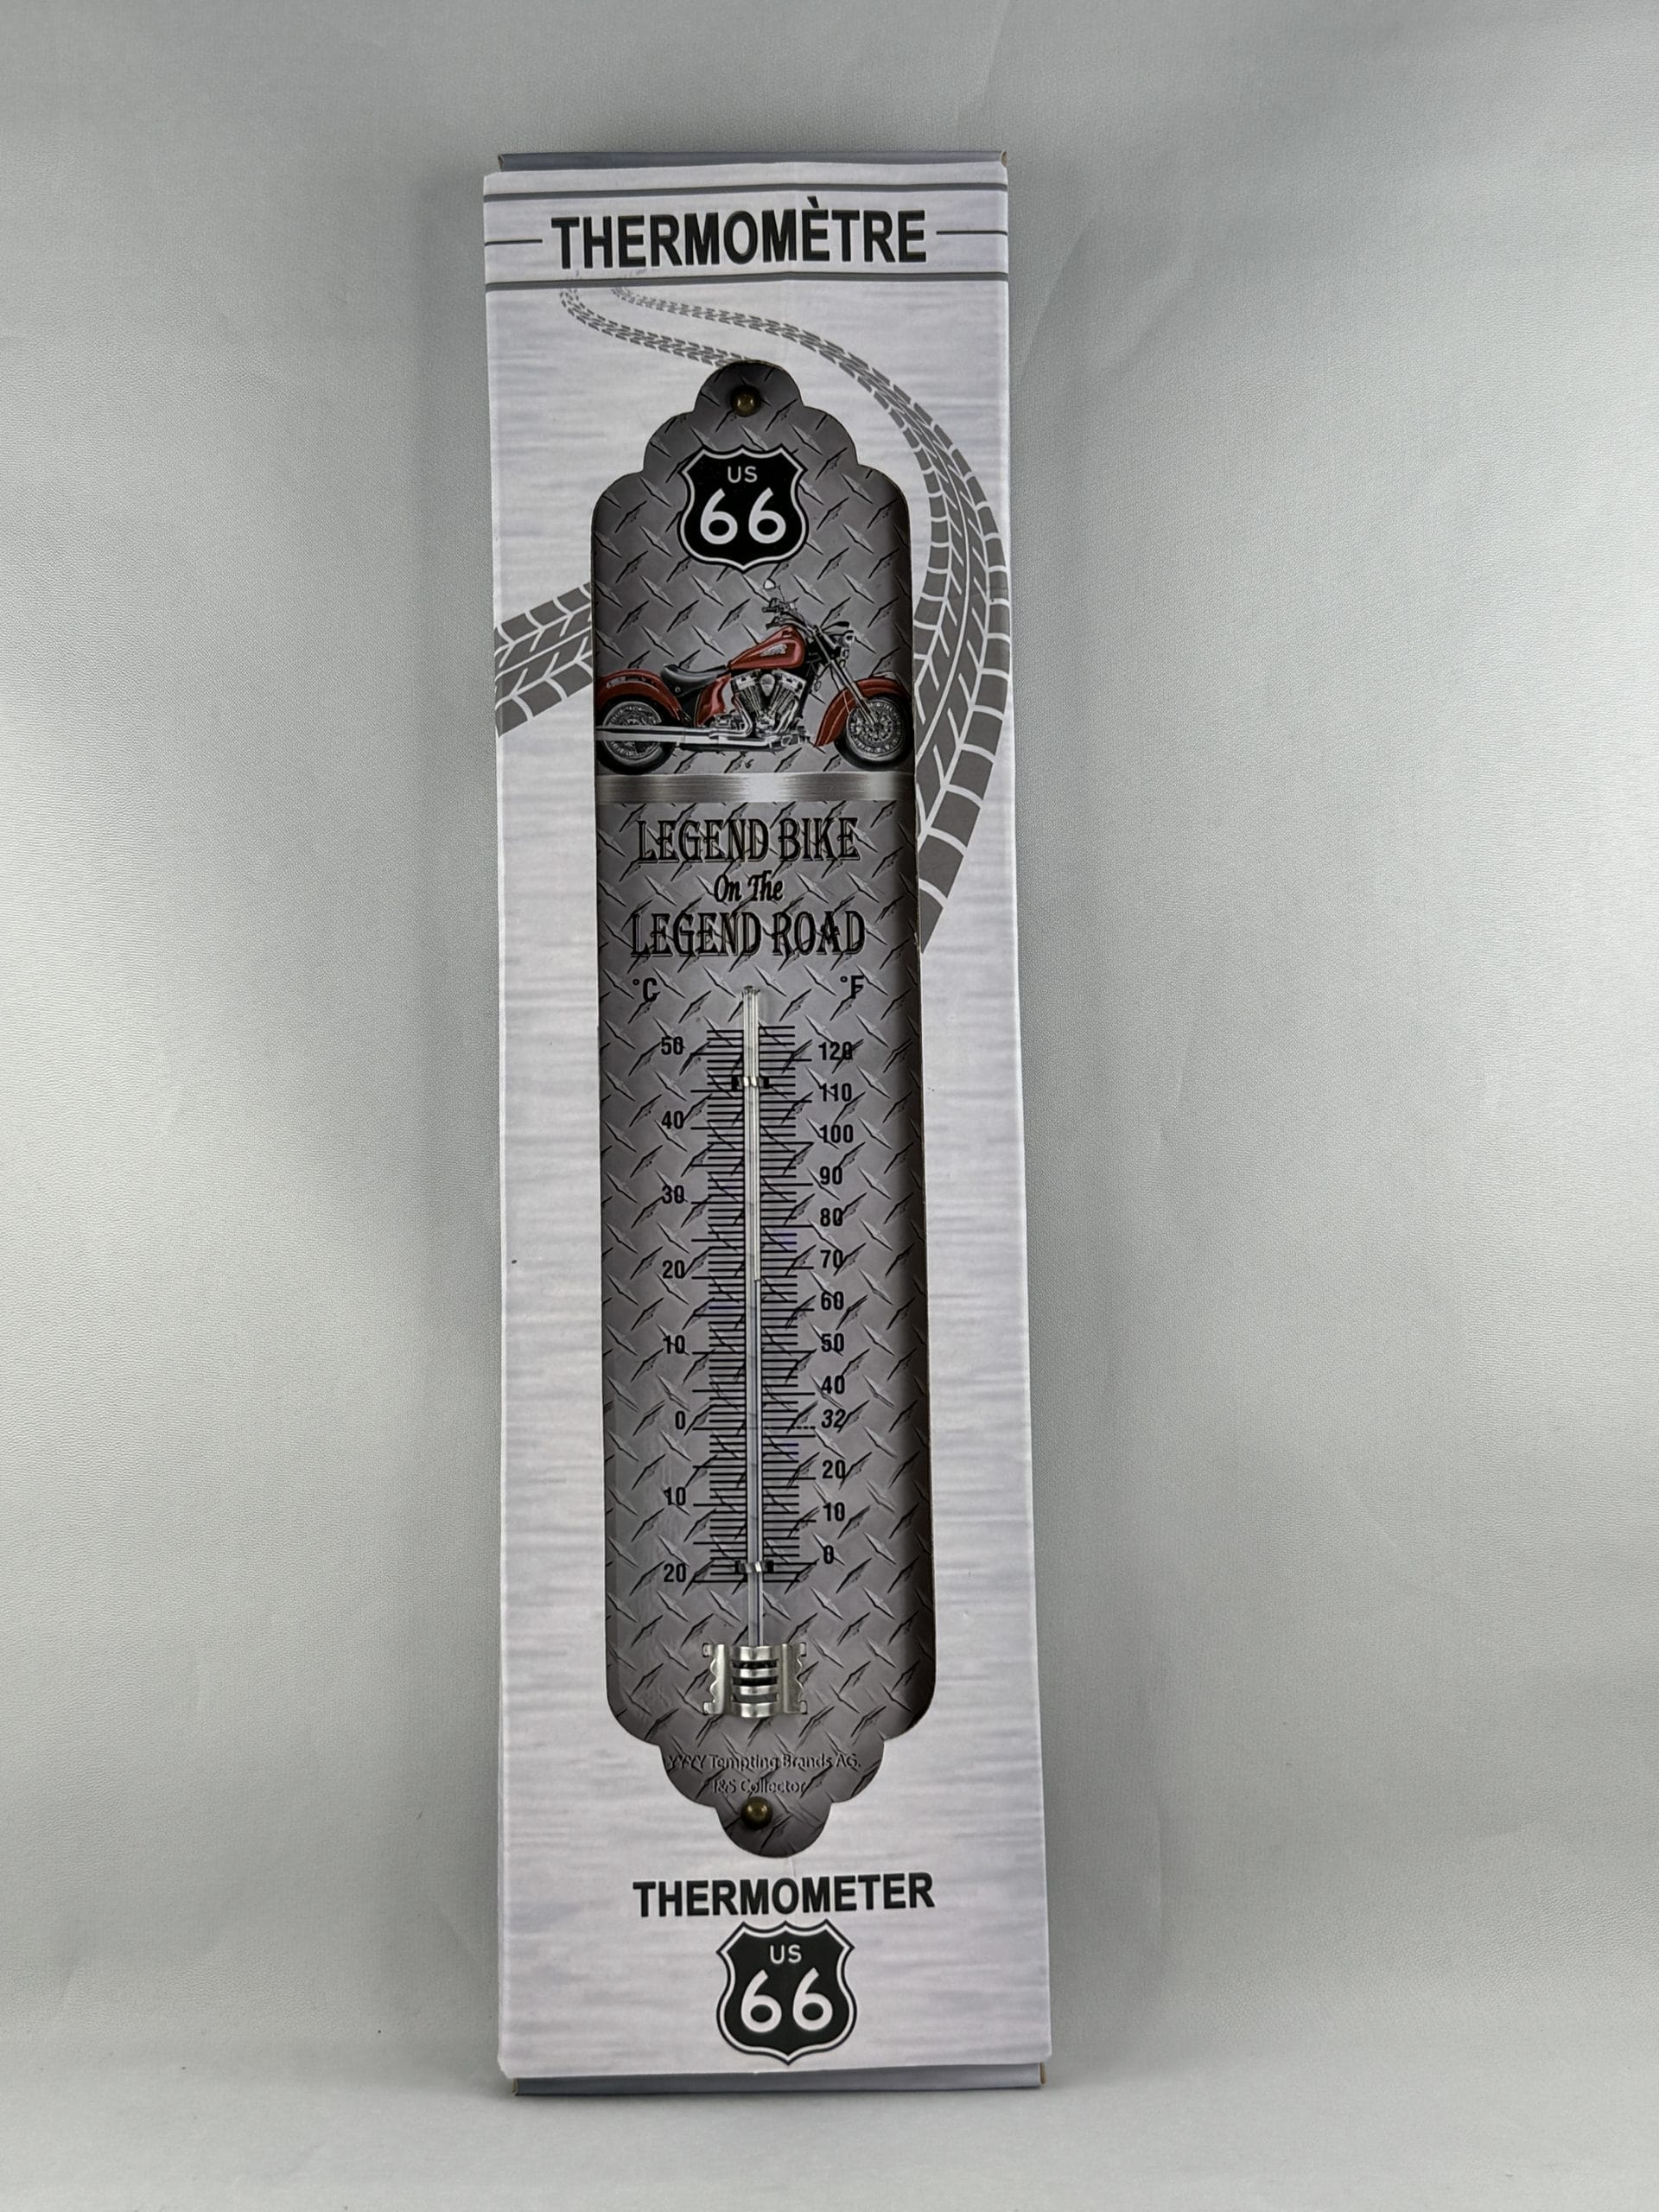 THERMOMÈTRE
US
66
LEGEND BIKE
On The
LEGEND ROAD
°C °F
50 120
110
40 100
90
30 80
70
20 60
10 50
40
0 32
20
10 10
0
20
Tempting Brands AG.
I&S Collector
THERMOMETER
US
66